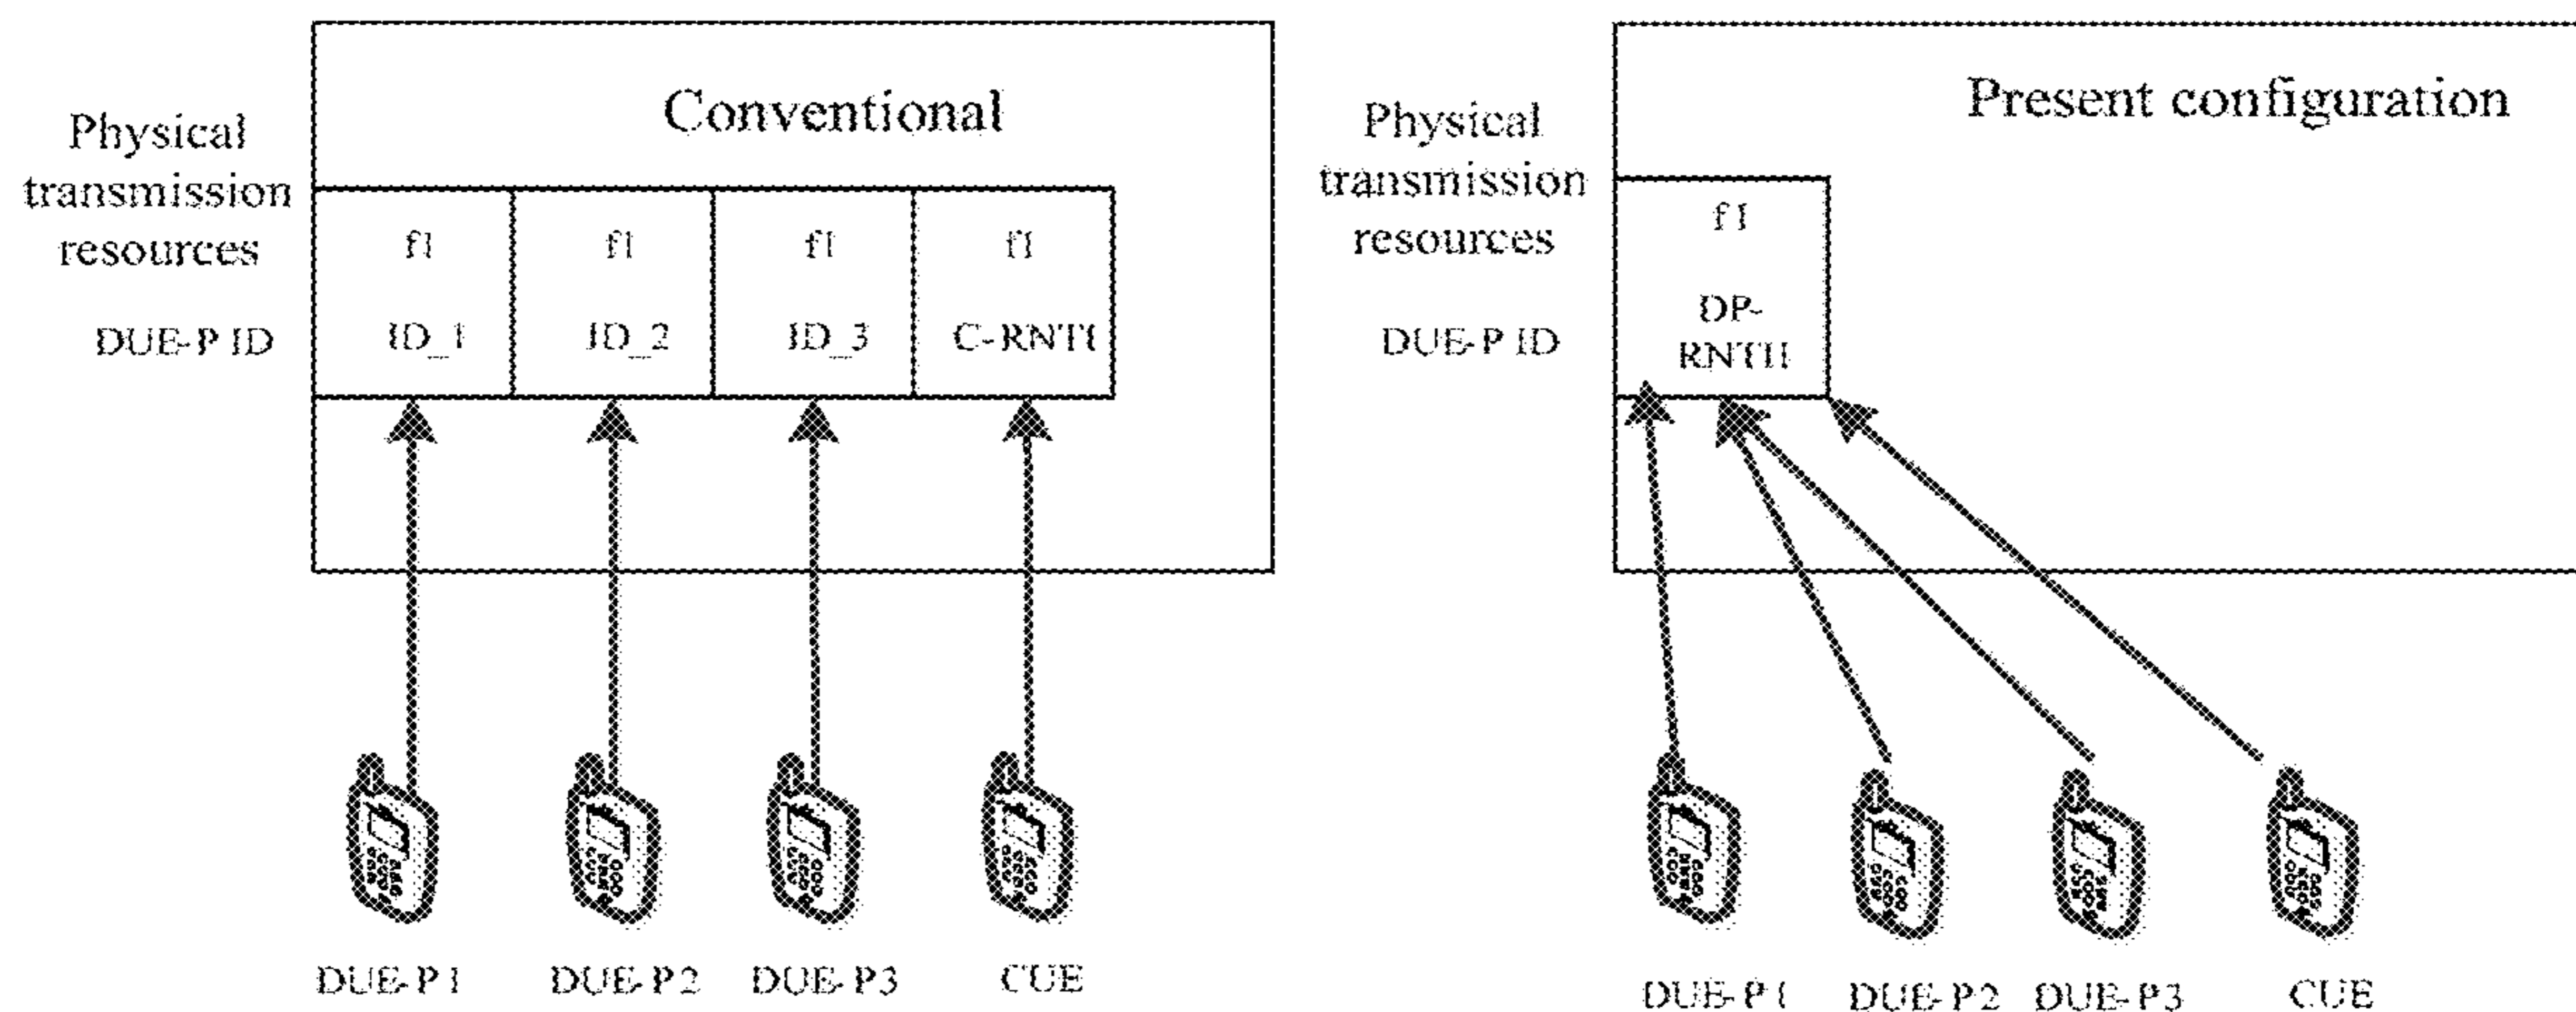 Conventional
Physical
transmission
resources
f1
f1
f1
f1
DUE-P ID
ID_1
ID_2
ID_3
C-RNTI
DUE-P1
DUE-P2
DUE-P3
CUE
Present configuration
Physical
transmission
resources
f1
DUE-P ID
DP-
RNTI1
DUE-P1
DUE-P2
DUE-P3
CUE